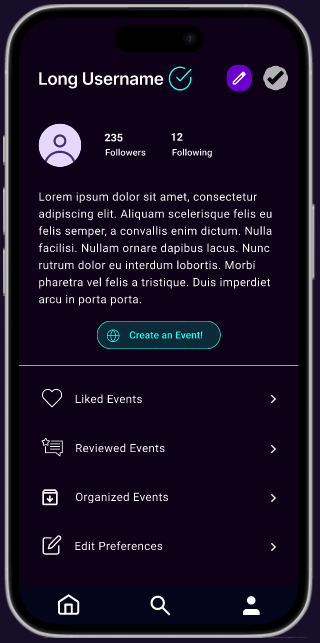 Long Username
235
Followers
12
Following
Lorem ipsum dolor sit amet, consectetur
adipiscing elit. Aliquam scelerisque felis eu
felis semper, a convallis enim dictum. Nulla
facilisi. Nullam ornare dapibus lacus. Nunc
rutrum dolor eu interdum lobortis. Morbi
pharetra vel felis a tristique. Duis imperdiet
arcu in porta porta.
Create an Event!
Liked Events
Reviewed Events
Organized Events
Edit Preferences